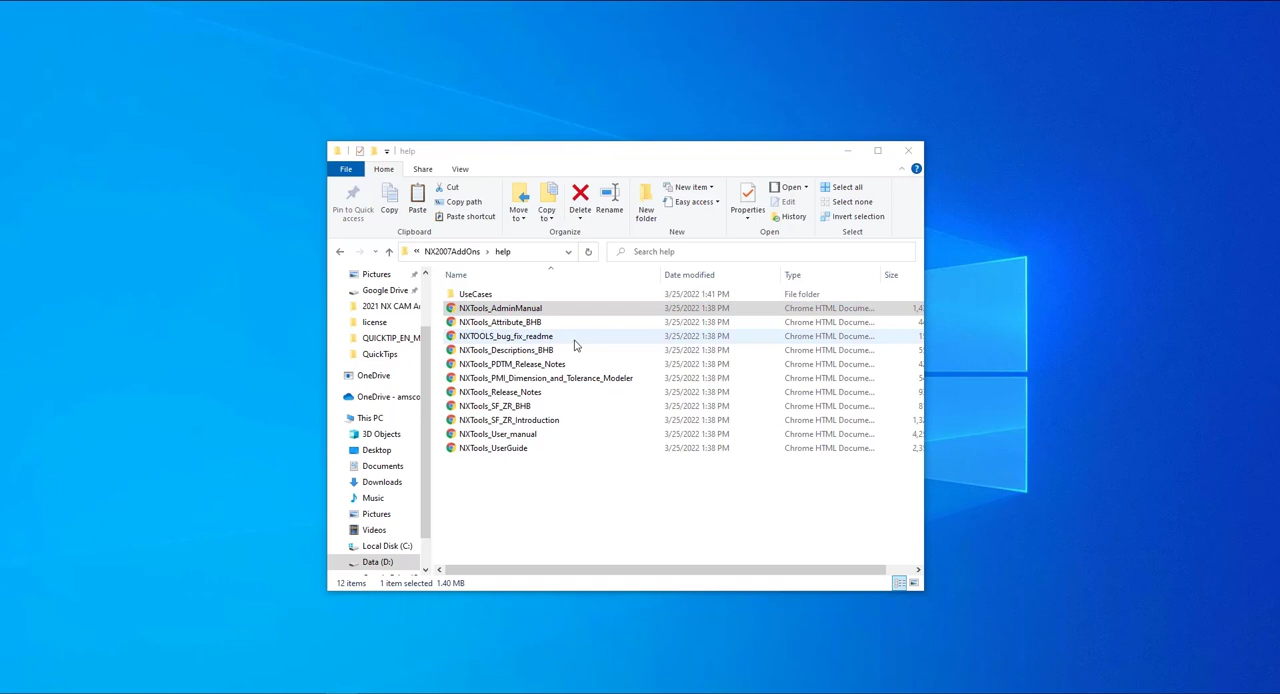 help
File Home Share View
Pin to Quick access
Copy
Paste
Cut
Copy path
Paste shortcut
Clipboard
Move to
Copy to
Delete
Rename
Organize
New folder
New item
Easy access
New
Properties
Open
Edit
History
Open
Select all
Select none
Invert selection
Select
« NX2007AddOns › help
Search help
Pictures
Google Drive
license
QuickTips
OneDrive
This PC
3D Objects
Desktop
Documents
Downloads
Music
Pictures
Videos
Local Disk (C:)
Data (D:)
Name Date modified Type Size
UseCases 3/25/2022 1:41 PM File folder
NXTools_AdminManual 3/25/2022 1:38 PM Chrome HTML Docume...
NXTools_Attribute_BHB 3/25/2022 1:38 PM Chrome HTML Docume...
NXTOOLS_bug_fix_readme 3/25/2022 1:38 PM Chrome HTML Docume...
NXTools_Descriptions_BHB 3/25/2022 1:38 PM Chrome HTML Docume...
NXTools_PDTM_Release_Notes 3/25/2022 1:38 PM Chrome HTML Docume...
NXTools_PMI_Dimension_and_Tolerance_Modeler 3/25/2022 1:38 PM Chrome HTML Docume...
NXTools_Release_Notes 3/25/2022 1:38 PM Chrome HTML Docume...
NXTools_SF_ZR_BHB 3/25/2022 1:38 PM Chrome HTML Docume...
NXTools_SF_ZR_Introduction 3/25/2022 1:38 PM Chrome HTML Docume...
NXTools_User_manual 3/25/2022 1:38 PM Chrome HTML Docume...
NXTools_UserGuide 3/25/2022 1:38 PM Chrome HTML Docume...
12 items 1 item selected 1.40 MB